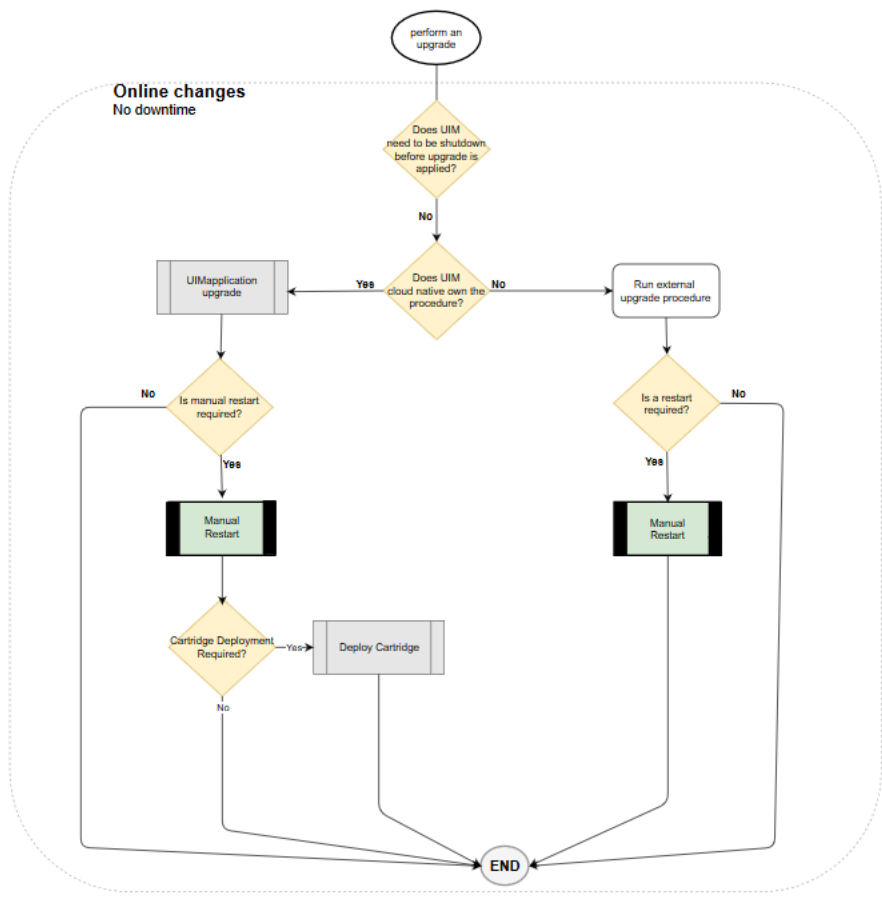 perform an
upgrade
Online changes
No downtime
Does UIM
need to be shutdown
before upgrade is
applied?
No
Does UIM
cloud native own the
procedure?
Yes
No
UIMapplication
upgrade
Run external
upgrade procedure
Is manual restart
required?
No
Yes
Is a restart
required?
No
Yes
Manual
Restart
Manual
Restart
Cartridge Deployment
Required?
Yes
Deploy Cartridge
No
END